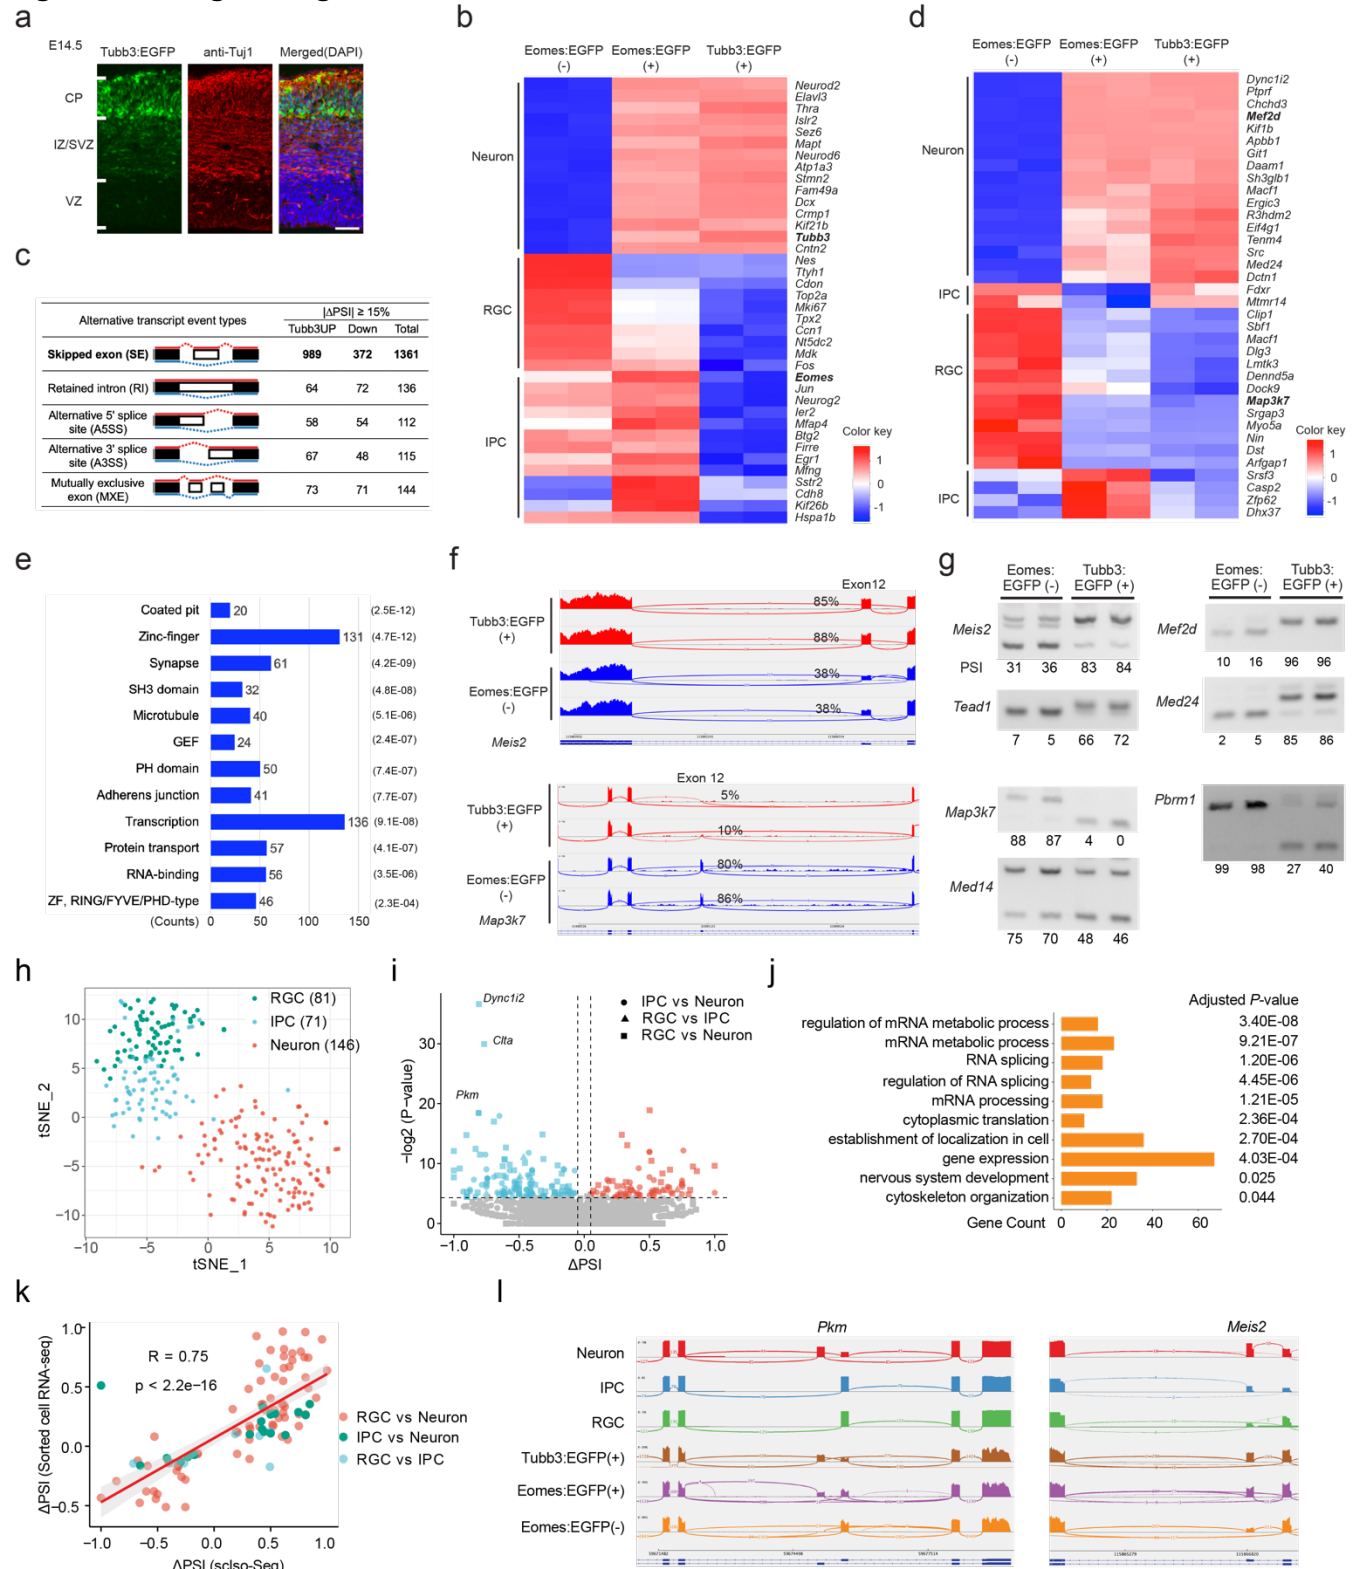 a
E14.5
Tubb3:EGFP
anti-Tuj1
Merged(DAPI)
CP
IZ/SVZ
VZ
b
Eomes:EGFP
(-)
Eomes:EGFP
(+)
Tubb3:EGFP
(+)
Neuron
RGC
IPC
Neurod2
Elavl3
Thra
Islr2
Sez6
Mapt
Neurod6
Atp1a3
Stmn2
Fam49a
Dcx
Crmp1
Kif21b
Tubb3
Cntn2
Nes
Ttyh1
Cdon
Top2a
Mki67
Tpx2
Ccn1
Nt5dc2
Mdk
Fos
Eomes
Jun
Neurog2
Ier2
Mfap4
Btg2
Firre
Egr1
Mfng
Sstr2
Cdh8
Kif26b
Hspa1b
Color key
1
0
-1
c
Alternative transcript event types
|ΔPSI| ≥ 15%
Tubb3UP Down Total
Skipped exon (SE) 989 372 1361
Retained intron (RI) 64 72 136
Alternative 5' splice
site (A5SS) 58 54 112
Alternative 3' splice
site (A3SS) 67 48 115
Mutually exclusive
exon (MXE) 73 71 144
d
Eomes:EGFP
(-)
Eomes:EGFP
(+)
Tubb3:EGFP
(+)
Neuron
IPC
RGC
IPC
Dync1i2
Ptprf
Chchd3
Mef2d
Kif1b
Apbb1
Git1
Daam1
Sh3glb1
Macf1
Ergic3
R3hdm2
Eif4g1
Tenm4
Src
Med24
Dctn1
Fdxr
Mtmr14
Clip1
Sbf1
Macf1
Dlg3
Lmtk3
Dennd5a
Dock9
Map3k7
Srgap3
Myo5a
Nin
Dst
Arfgap1
Srsf3
Casp2
Zfp62
Dhx37
Color key
1
0
-1
e
Coated pit 20 (2.5E-12)
Zinc-finger 131 (4.7E-12)
Synapse 61 (4.2E-09)
SH3 domain 32 (4.8E-08)
Microtubule 40 (5.1E-06)
GEF 24 (2.4E-07)
PH domain 50 (7.4E-07)
Adherens junction 41 (7.7E-07)
Transcription 136 (9.1E-08)
Protein transport 57 (4.1E-07)
RNA-binding 56 (3.5E-06)
ZF, RING/FYVE/PHD-type 46 (2.3E-04)
(Counts) 0 50 100 150
f
Exon12
Tubb3:EGFP
(+)
85%
88%
Eomes:EGFP
(-)
38%
38%
Meis2
Exon 12
Tubb3:EGFP
(+)
5%
10%
Eomes:EGFP
(-)
80%
86%
Map3k7
g
Eomes:
EGFP (-)
Tubb3:
EGFP (+)
Meis2
PSI 31 36 83 84
Tead1
7 5 66 72
Map3k7
88 87 4 0
Med14
75 70 48 46
Eomes:
EGFP (-)
Tubb3:
EGFP (+)
Mef2d
10 16 96 96
Med24
2 5 85 86
Pbrm1
99 98 27 40
h
RGC (81)
IPC (71)
Neuron (146)
tSNE_2
10
5
0
−5
−10
−10 −5 0 5 10
tSNE_1
i
Dync1i2
Clta
Pkm
IPC vs Neuron
RGC vs IPC
RGC vs Neuron
−log2 (P−value)
30
20
10
0
−1.0 −0.5 0.0 0.5 1.0
ΔPSI
j
Adjusted P-value
regulation of mRNA metabolic process 3.40E-08
mRNA metabolic process 9.21E-07
RNA splicing 1.20E-06
regulation of RNA splicing 4.45E-06
mRNA processing 1.21E-05
cytoplasmic translation 2.36E-04
establishment of localization in cell 2.70E-04
gene expression 4.03E-04
nervous system development 0.025
cytoskeleton organization 0.044
Gene Count 0 20 40 60
k
R = 0.75
p < 2.2e−16
ΔPSI (Sorted cell RNA-seq)
1.0
0.5
0.0
−0.5
−1.0 −0.5 0.0 0.5 1.0
ΔPSI (scIso-Seq)
RGC vs Neuron
IPC vs Neuron
RGC vs IPC
l
Pkm
Meis2
Neuron
IPC
RGC
Tubb3:EGFP(+)
Eomes:EGFP(+)
Eomes:EGFP(-)